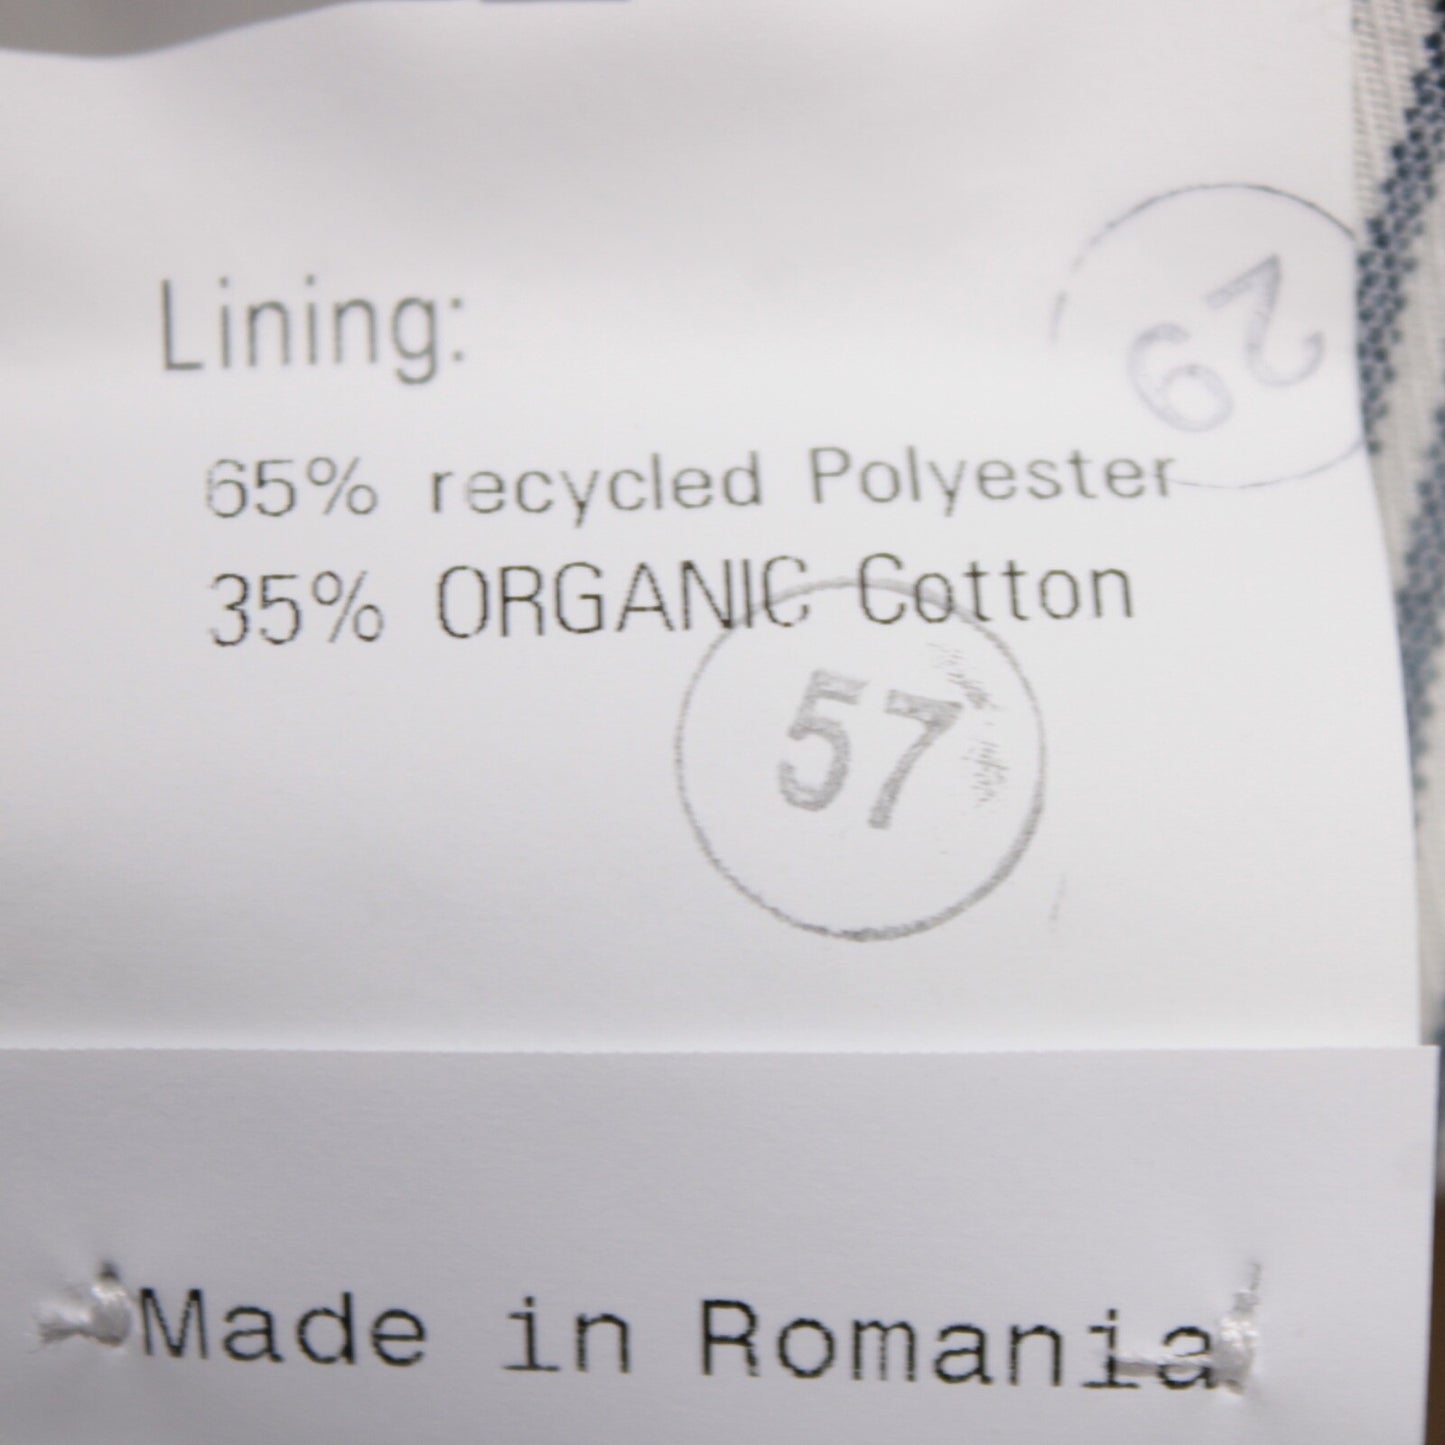 29
Lining:
65% recycled Polyester
35% ORGANIC Cotton
57
Made in Romania